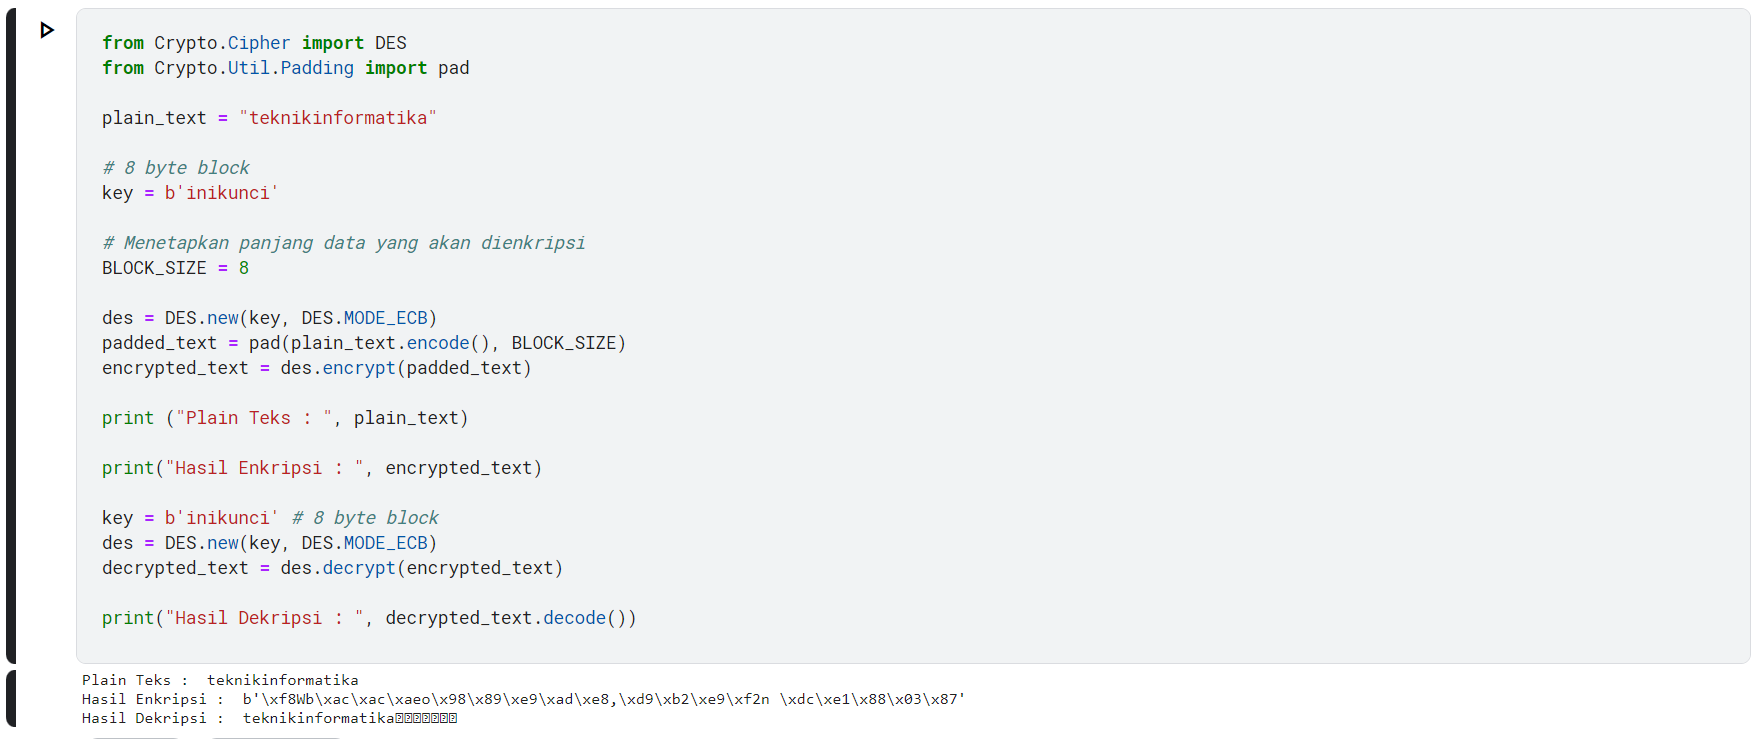 from Crypto.Cipher import DES
from Crypto.Util.Padding import pad
plain_text = "teknikinformatika"
# 8 byte block
key = b'inikunci'
# Menetapkan panjang data yang akan dienkripsi
BLOCK_SIZE = 8
des = DES.new(key, DES.MODE_ECB)
padded_text = pad(plain_text.encode(), BLOCK_SIZE)
encrypted_text = des.encrypt(padded_text)
print ("Plain Teks : ", plain_text)
print("Hasil Enkripsi : ", encrypted_text)
key = b'inikunci' # 8 byte block
des = DES.new(key, DES.MODE_ECB)
decrypted_text = des.decrypt(encrypted_text)
print("Hasil Dekripsi : ", decrypted_text.decode())
Plain Teks :  teknikinformatika
Hasil Enkripsi :  b'\xf8Wb\xac\xac\xaeo\x98\x89\xe9\xad\xe8,\xd9\xb2\xe9\xf2n \xdc\xe1\x88\x03\x87'
Hasil Dekripsi :  teknikinformatika